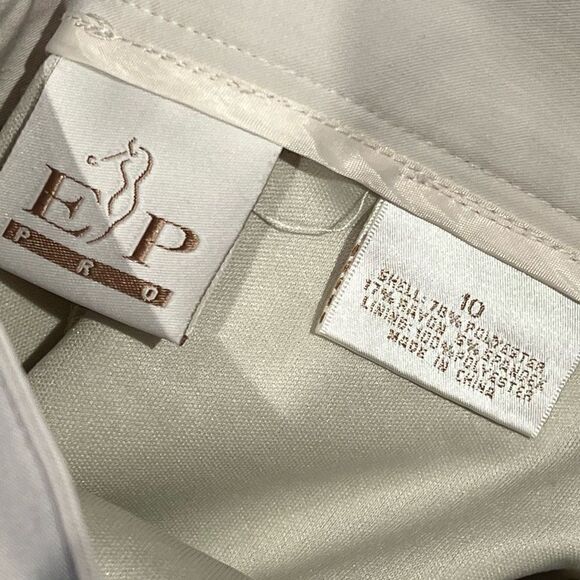 EP
PRO
10
SHELL: 78% POLYESTER
17% RAYON, 5% SPANDEX
LINING: 100% POLYESTER
MADE IN
CHINA